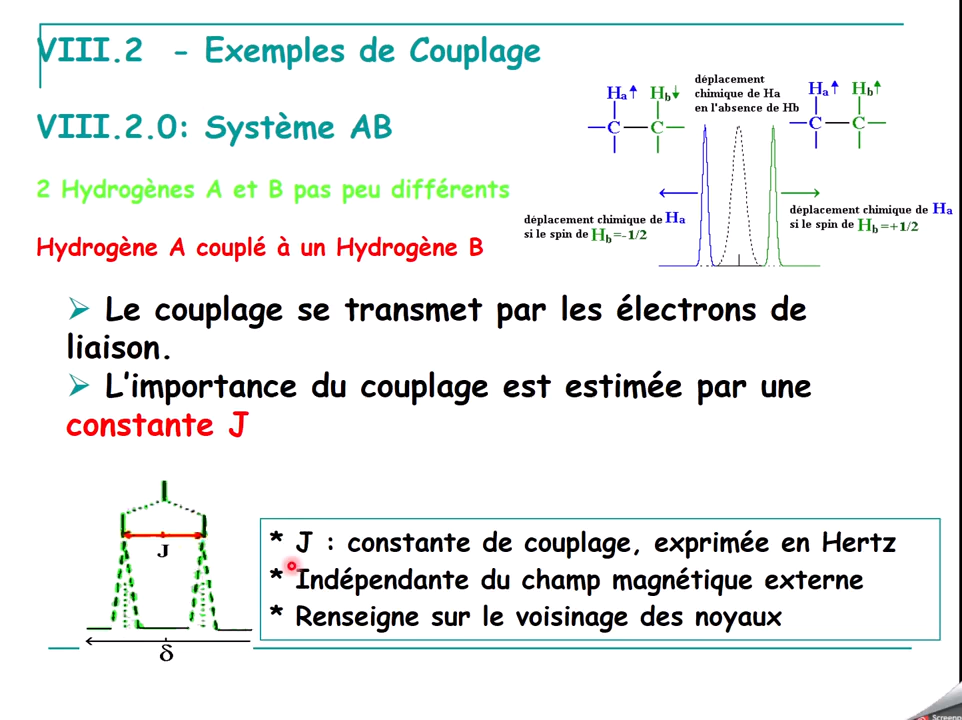 VIII.2 - Exemples de Couplage
VIII.2.0: Système AB
2 Hydrogènes A et B pas peu différents
Hydrogène A couplé à un Hydrogène B
Ha Hb
C C
déplacement
chimique de Ha
en l'absence de Hb
Ha Hb
C C
déplacement chimique de Ha
si le spin de Hb=-1/2
déplacement chimique de Ha
si le spin de Hb=+1/2
Le couplage se transmet par les électrons de
liaison.
L'importance du couplage est estimée par une
constante J
J
δ
* J : constante de couplage, exprimée en Hertz
* Indépendante du champ magnétique externe
* Renseigne sur le voisinage des noyaux